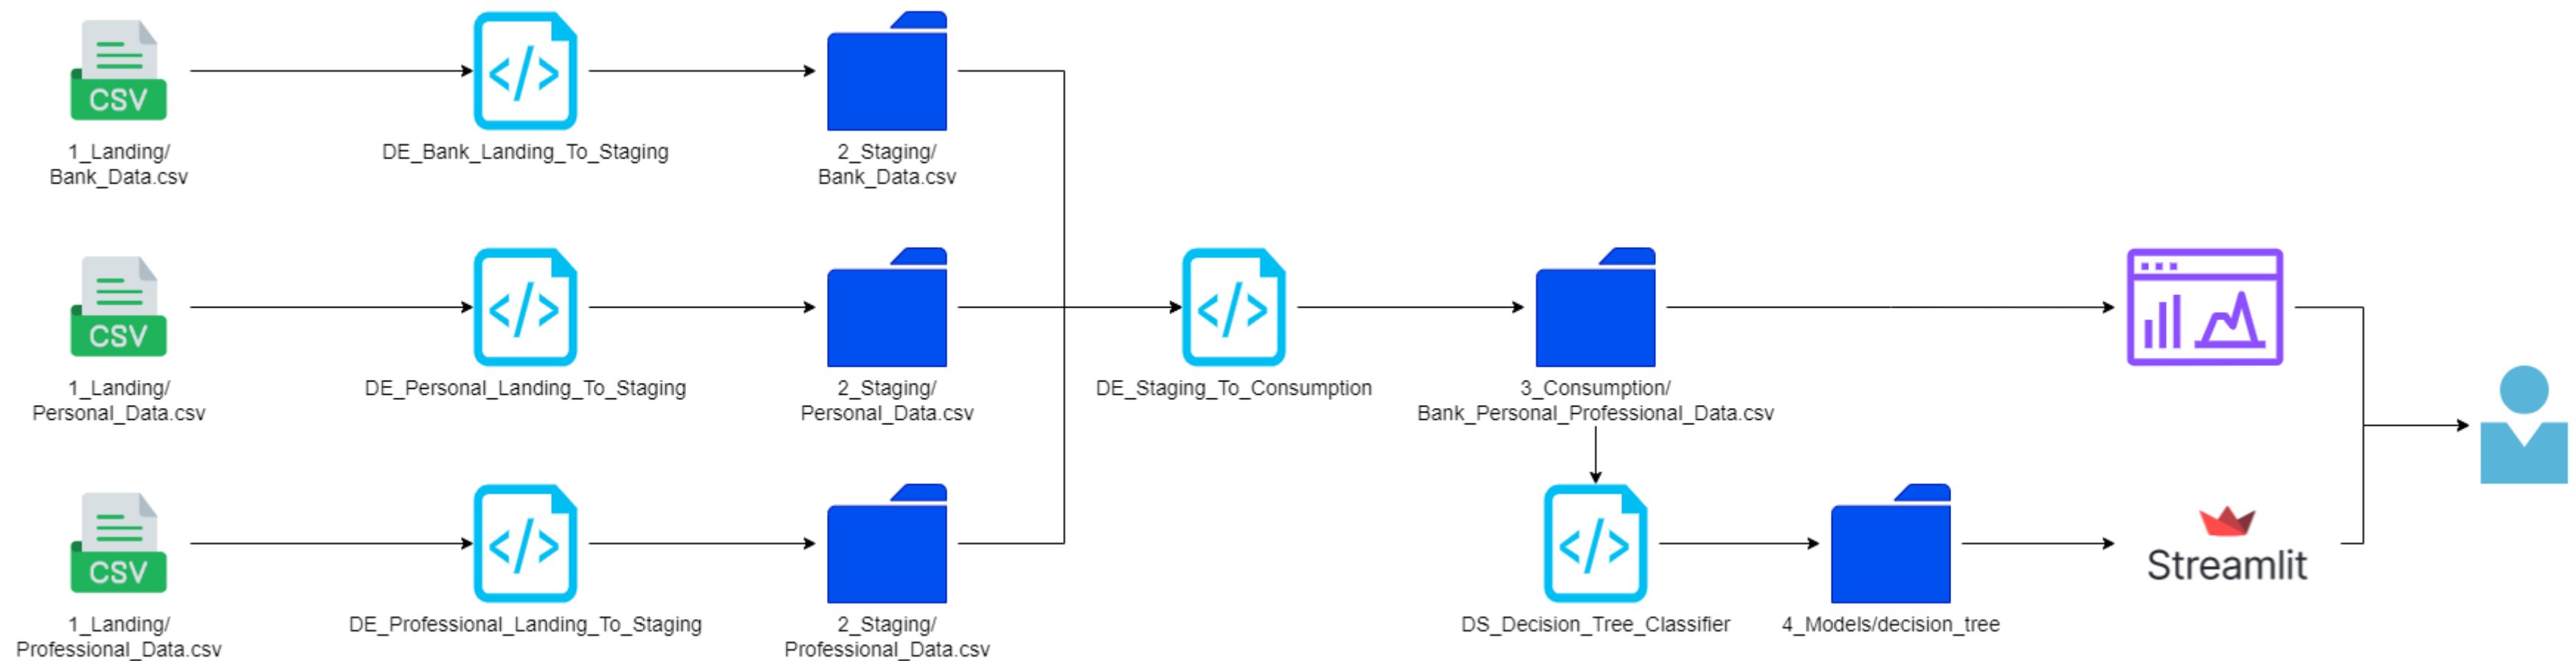 CSV
1_Landing/
Bank_Data.csv
DE_Bank_Landing_To_Staging
2_Staging/
Bank_Data.csv
CSV
1_Landing/
Personal_Data.csv
DE_Personal_Landing_To_Staging
2_Staging/
Personal_Data.csv
DE_Staging_To_Consumption
3_Consumption/
Bank_Personal_Professional_Data.csv
CSV
1_Landing/
Professional_Data.csv
DE_Professional_Landing_To_Staging
2_Staging/
Professional_Data.csv
DS_Decision_Tree_Classifier
4_Models/decision_tree
Streamlit